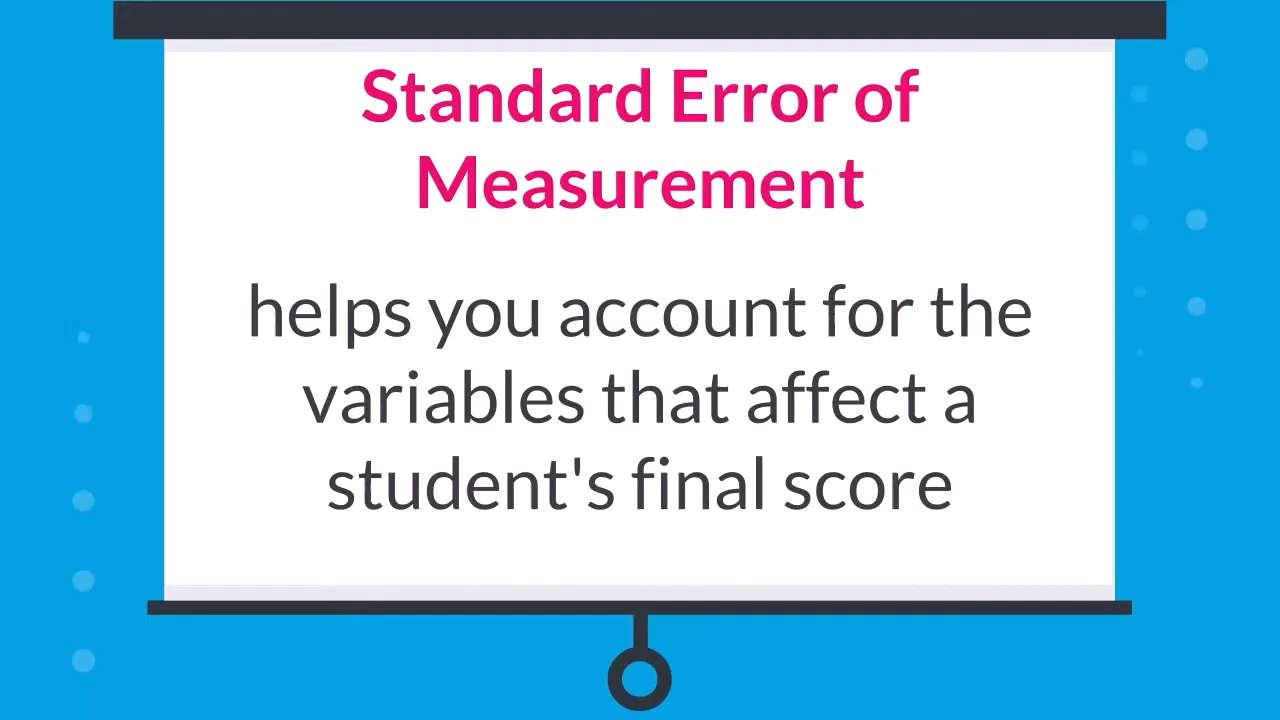 Standard Error of
Measurement
helps you account for the
variables that affect a
student's final score